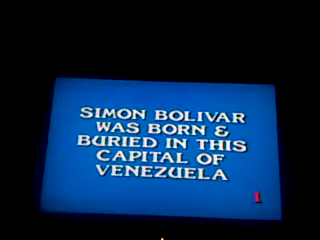 SIMON BOLIVAR
WAS BORN &
BURIED IN THIS
CAPITAL OF
VENEZUELA
1